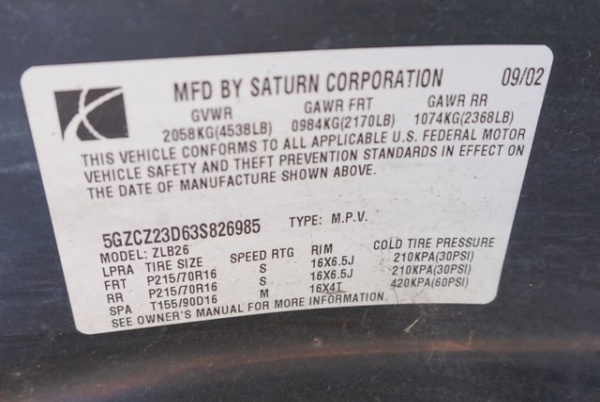 MFD BY SATURN CORPORATION 09/02
GVWR GAWR FRT GAWR RR
2058KG(4538LB) 0984KG(2170LB) 1074KG(2368LB)
THIS VEHICLE CONFORMS TO ALL APPLICABLE U.S. FEDERAL MOTOR
VEHICLE SAFETY AND THEFT PREVENTION STANDARDS IN EFFECT ON
THE DATE OF MANUFACTURE SHOWN ABOVE.
5GZCZ23D63S826985 TYPE: M.P.V.
MODEL: ZLB26
LPRA TIRE SIZE SPEED RTG RIM COLD TIRE PRESSURE
FRT P215/70R16 S 16X6.5J 210KPA(30PSI)
RR P215/70R16 S 16X6.5J 210KPA(30PSI)
SPA T155/90D16 M 16X4T 420KPA(60PSI)
SEE OWNER'S MANUAL FOR MORE INFORMATION.